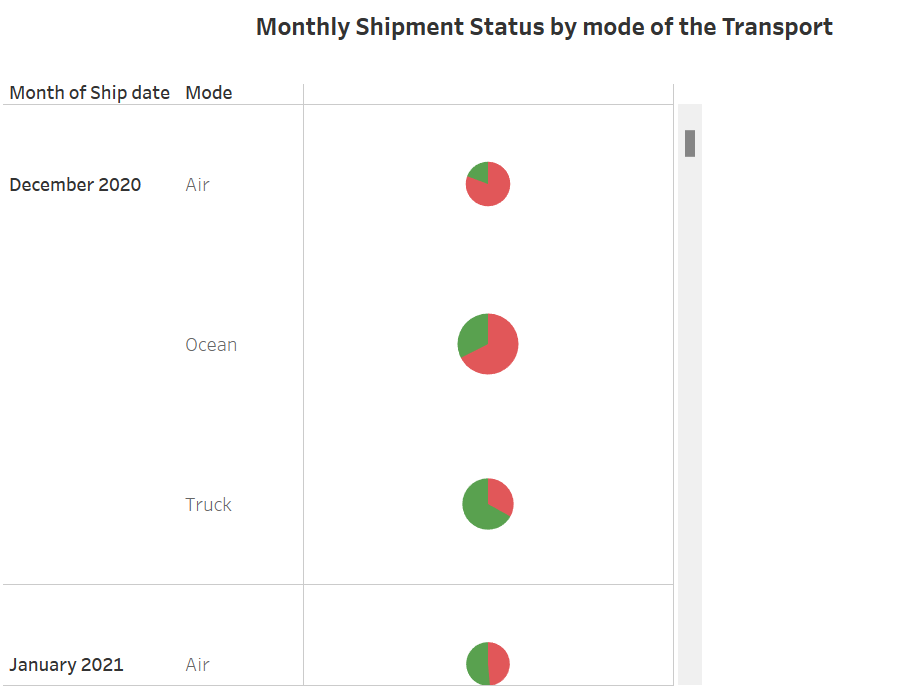 Monthly Shipment Status by mode of the Transport
Month of Ship date Mode
December 2020 Air
Ocean
Truck
January 2021 Air